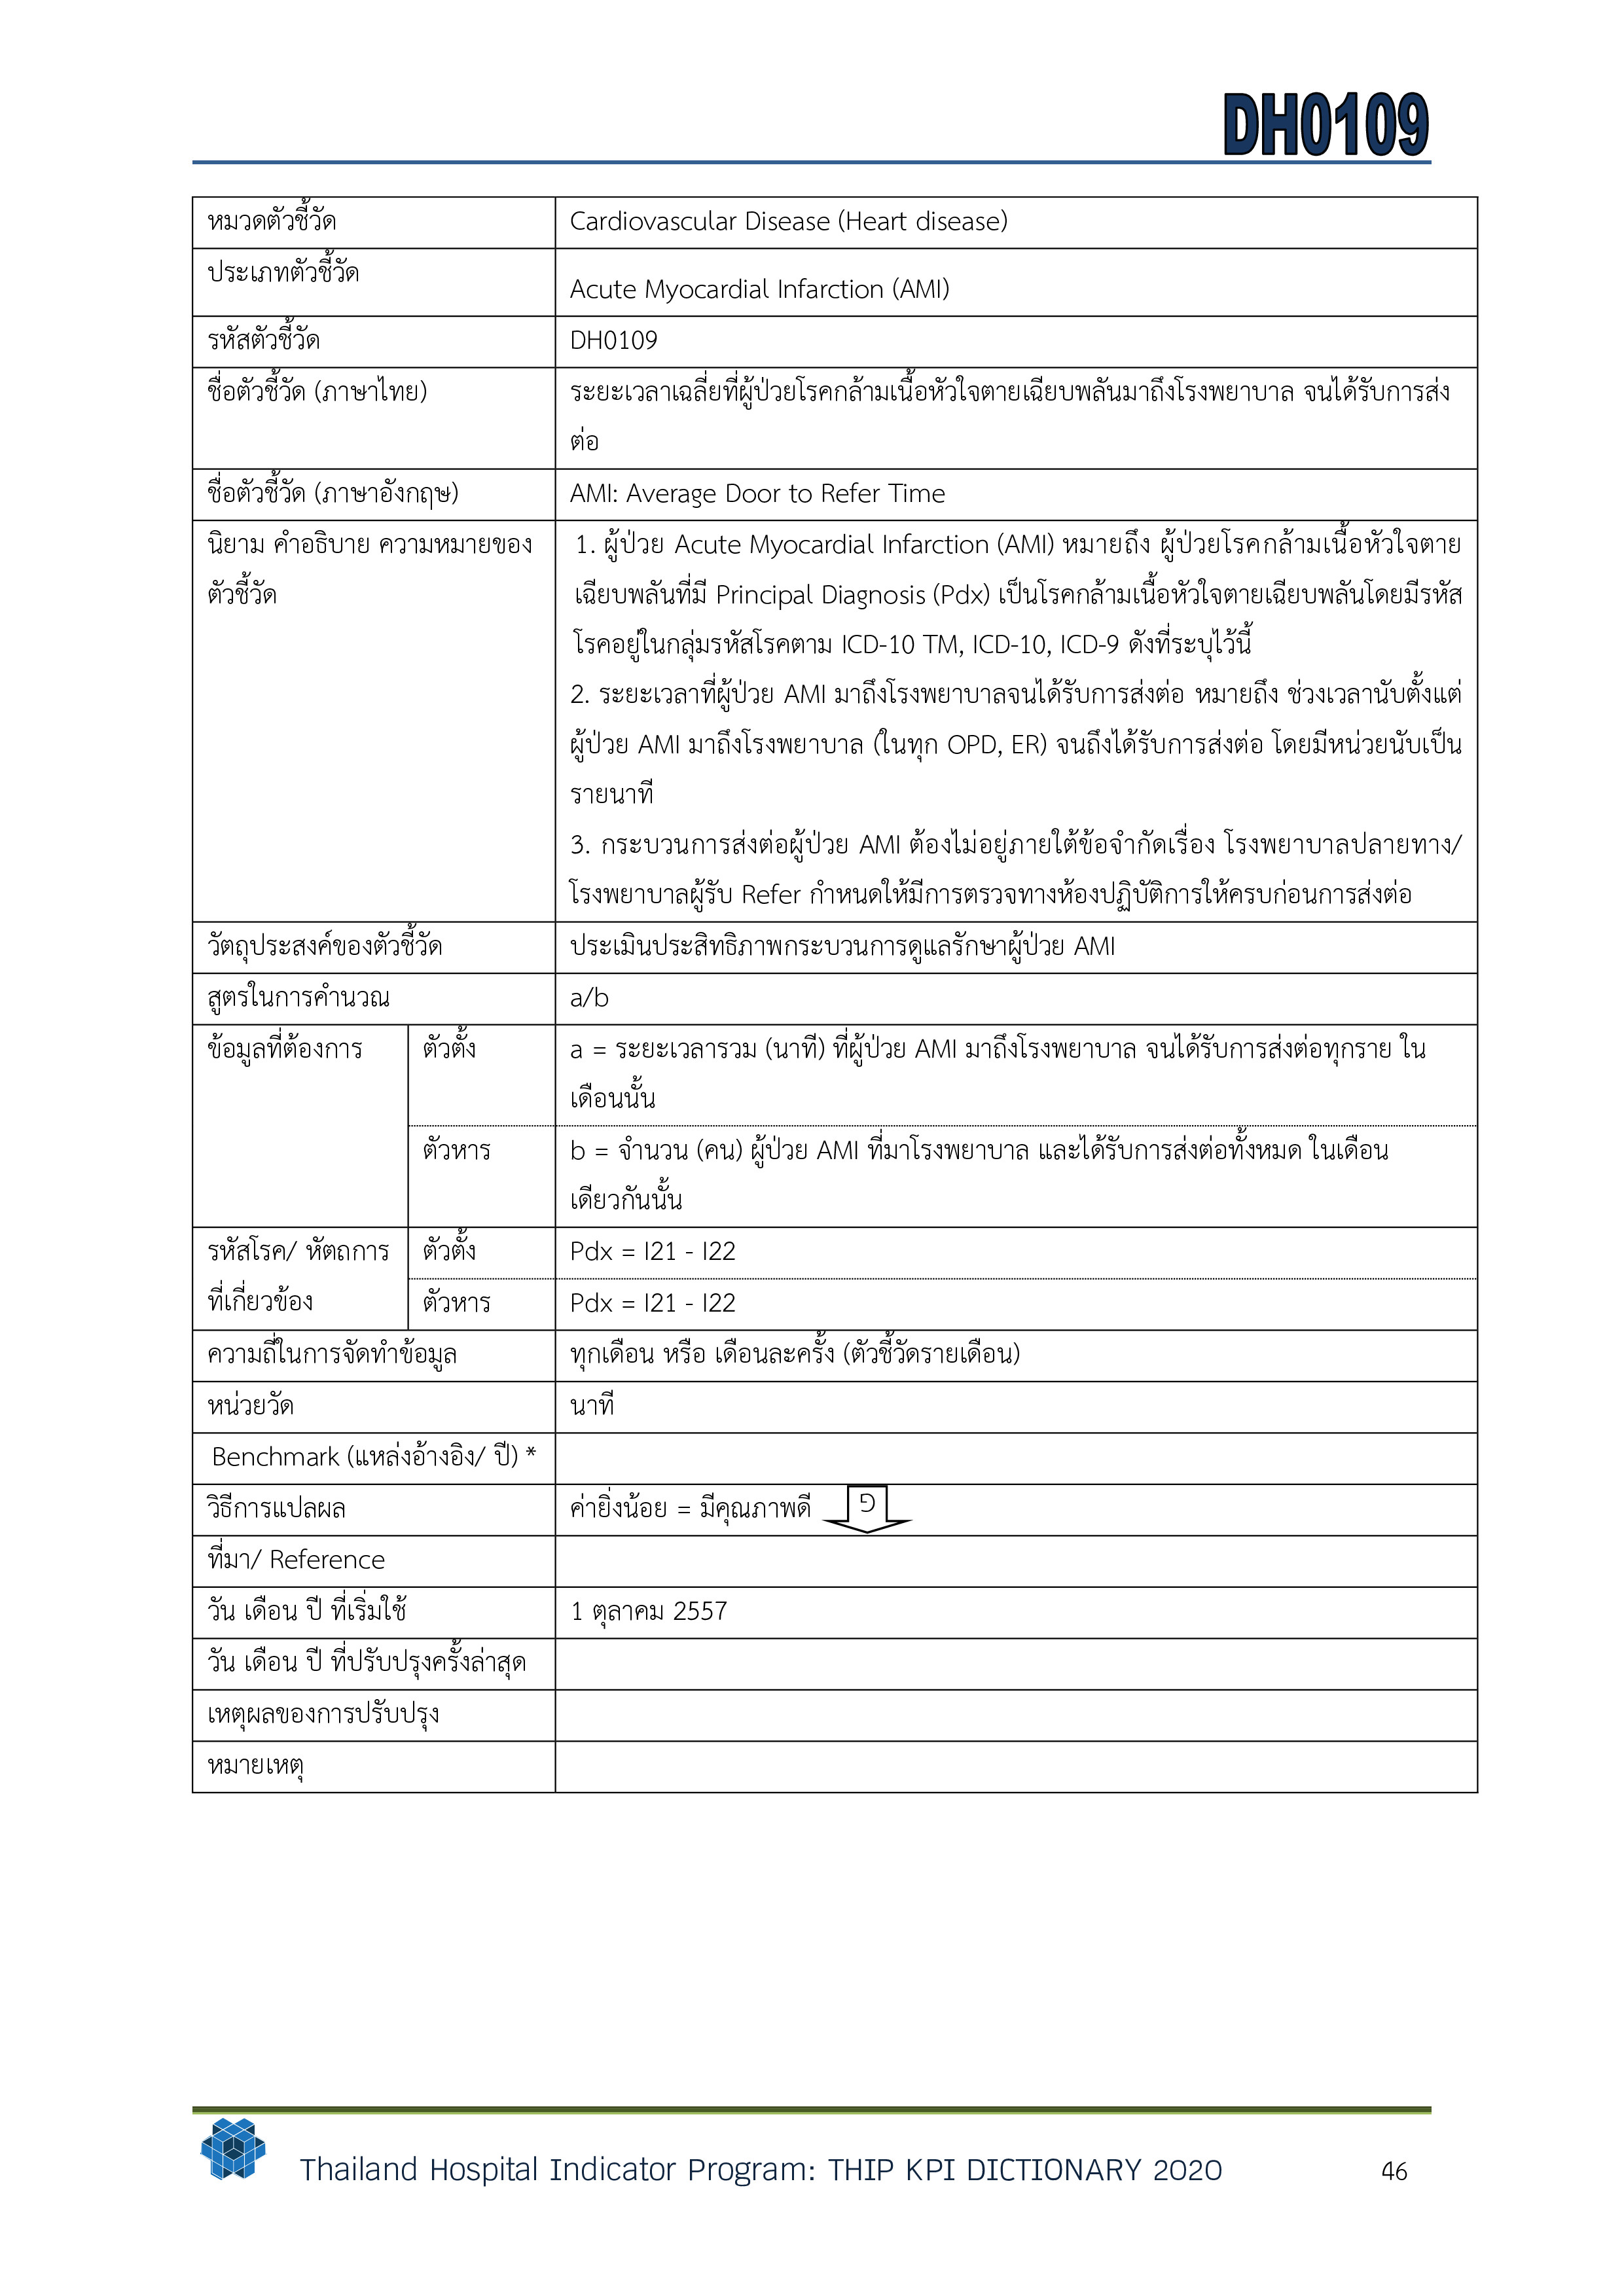 DH0109
หมวดตัวชี้วัด Cardiovascular Disease (Heart disease)
ประเภทตัวชี้วัด Acute Myocardial Infarction (AMI)
รหัสตัวชี้วัด DH0109
ชื่อตัวชี้วัด (ภาษาไทย) ระยะเวลาเฉลี่ยที่ผู้ป่วยโรคกล้ามเนื้อหัวใจตายเฉียบพลันมาถึงโรงพยาบาล จนได้รับการส่ง
ต่อ
ชื่อตัวชี้วัด (ภาษาอังกฤษ) AMI: Average Door to Refer Time
นิยาม คำอธิบาย ความหมายของ 1. ผู้ป่วย Acute Myocardial Infarction (AMI) หมายถึง ผู้ป่วยโรคกล้ามเนื้อหัวใจตาย
ตัวชี้วัด เฉียบพลันที่มี Principal Diagnosis (Pdx) เป็นโรคกล้ามเนื้อหัวใจตายเฉียบพลันโดยมีรหัส
โรคอยู่ในกลุ่มรหัสโรคตาม ICD-10 TM, ICD-10, ICD-9 ดังที่ระบุไว้นี้
2. ระยะเวลาที่ผู้ป่วย AMI มาถึงโรงพยาบาลจนได้รับการส่งต่อ หมายถึง ช่วงเวลานับตั้งแต่
ผู้ป่วย AMI มาถึงโรงพยาบาล (ในทุก OPD, ER) จนถึงได้รับการส่งต่อ โดยมีหน่วยนับเป็น
รายนาที
3. กระบวนการส่งต่อผู้ป่วย AMI ต้องไม่อยู่ภายใต้ข้อจำกัดเรื่อง โรงพยาบาลปลายทาง/
โรงพยาบาลผู้รับ Refer กำหนดให้มีการตรวจทางห้องปฏิบัติการให้ครบก่อนการส่งต่อ
วัตถุประสงค์ของตัวชี้วัด ประเมินประสิทธิภาพกระบวนการดูแลรักษาผู้ป่วย AMI
สูตรในการคำนวณ a/b
ข้อมูลที่ต้องการ ตัวตั้ง a = ระยะเวลารวม (นาที) ที่ผู้ป่วย AMI มาถึงโรงพยาบาล จนได้รับการส่งต่อทุกราย ใน
เดือนนั้น
ตัวหาร b = จำนวน (คน) ผู้ป่วย AMI ที่มาโรงพยาบาล และได้รับการส่งต่อทั้งหมด ในเดือน
เดียวกันนั้น
รหัสโรค/ หัตถการ ตัวตั้ง Pdx = I21 - I22
ที่เกี่ยวข้อง ตัวหาร Pdx = I21 - I22
ความถี่ในการจัดทำข้อมูล ทุกเดือน หรือ เดือนละครั้ง (ตัวชี้วัดรายเดือน)
หน่วยวัด นาที
Benchmark (แหล่งอ้างอิง/ ปี) *
วิธีการแปลผล ค่ายิ่งน้อย = มีคุณภาพดี
ที่มา/ Reference
วัน เดือน ปี ที่เริ่มใช้ 1 ตุลาคม 2557
วัน เดือน ปี ที่ปรับปรุงครั้งล่าสุด
เหตุผลของการปรับปรุง
หมายเหตุ
Thailand Hospital Indicator Program: THIP KPI DICTIONARY 2020 46